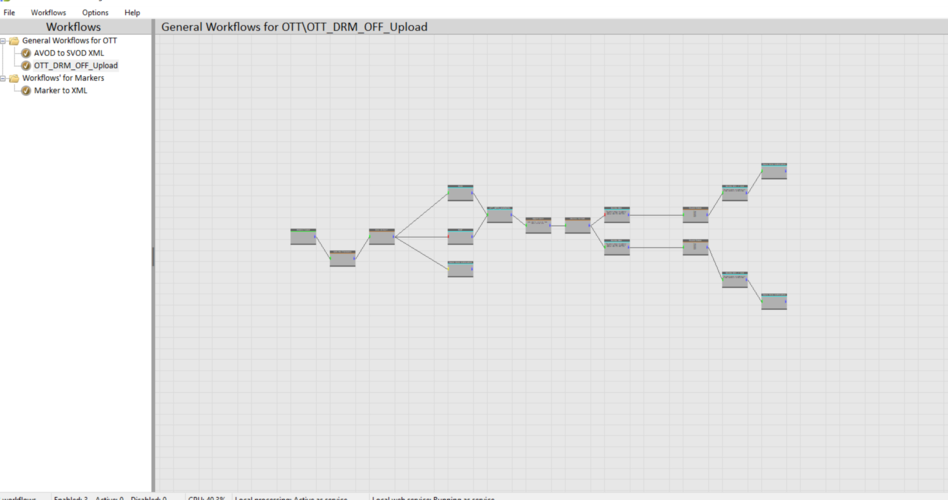 File Workflows Options Help
Workflows
General Workflows for OTT\OTT_DRM_OFF_Upload
General Workflows for OTT
AVOD to SVOD XML
OTT_DRM_OFF_Upload
Workflows' for Markers
Marker to XML
workflows Enabled: 3 Active: 0 Disabled: 0 CPU: 40.3% Local processing: Active as service Local web service: Running as service